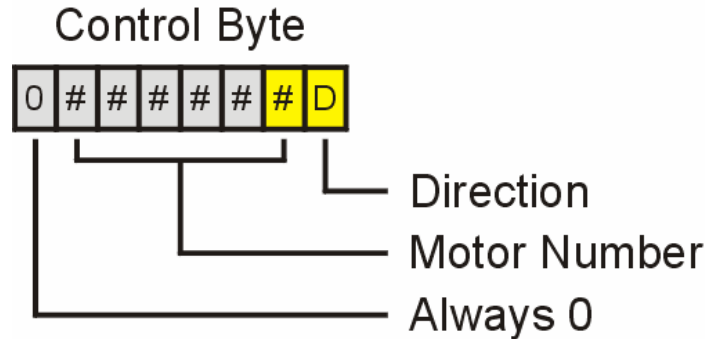 Control Byte
0 # # # # # # D
Direction
Motor Number
Always 0